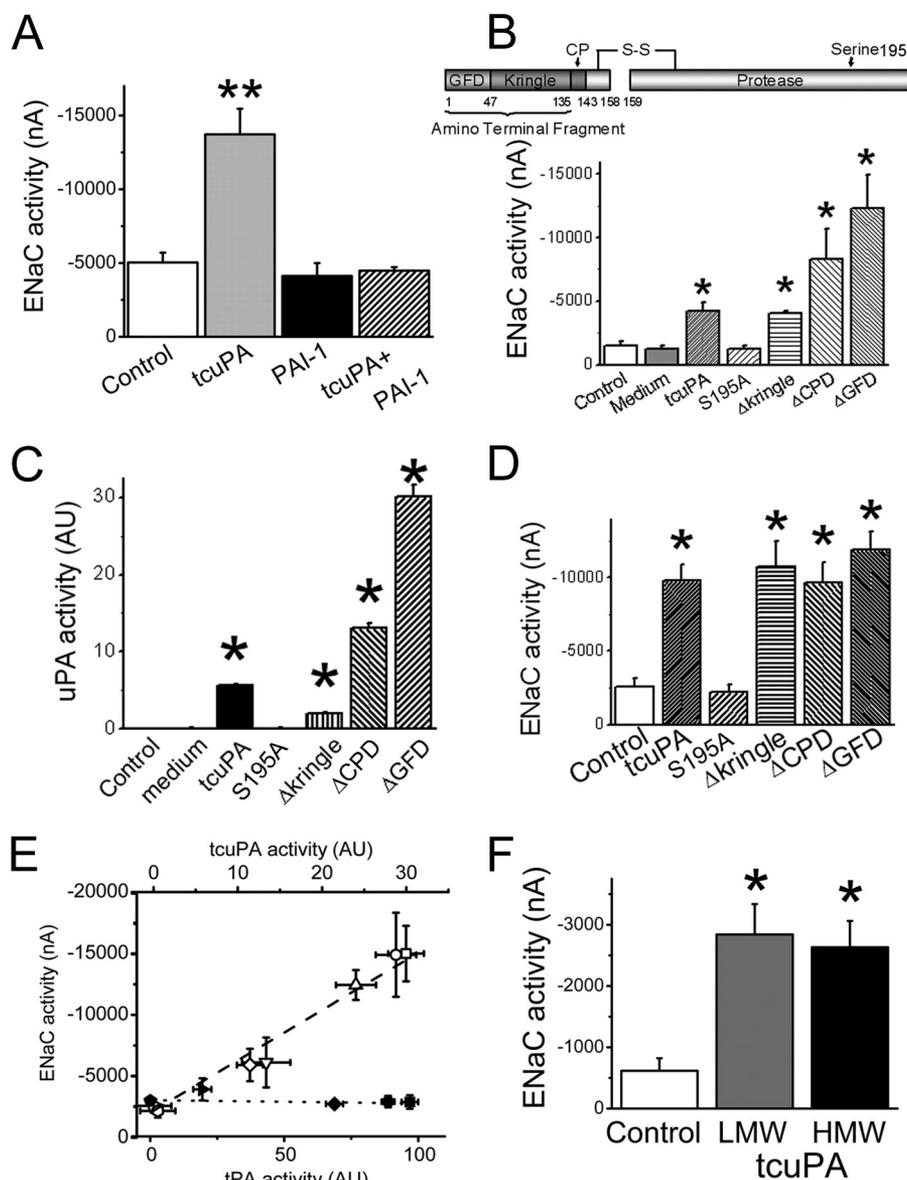 A
ENaC activity (nA)
-15000
-10000
-5000
0
**
Control
tcuPA
PAI-1
tcuPA+
PAI-1
B
CP
S-S
Serine195
GFD Kringle Protease
1 47 135 143 158 159
Amino Terminal Fragment
ENaC activity (nA)
-15000
-10000
-5000
0
* * * *
Control
Medium
tcuPA
S195A
Δkringle
ΔCPD
ΔGFD
C
uPA activity (AU)
30
20
10
0
* * * *
Control
medium
tcuPA
S195A
Δkringle
ΔCPD
ΔGFD
D
ENaC activity (nA)
-10000
-5000
0
* * * *
Control
tcuPA
S195A
Δkringle
ΔCPD
ΔGFD
E
tcuPA activity (AU)
0 10 20 30
ENaC activity (nA)
-20000
-15000
-10000
-5000
0
0 50 100
tPA activity (AU)
F
ENaC activity (nA)
-3000
-2000
-1000
0
* *
Control LMW HMW
tcuPA